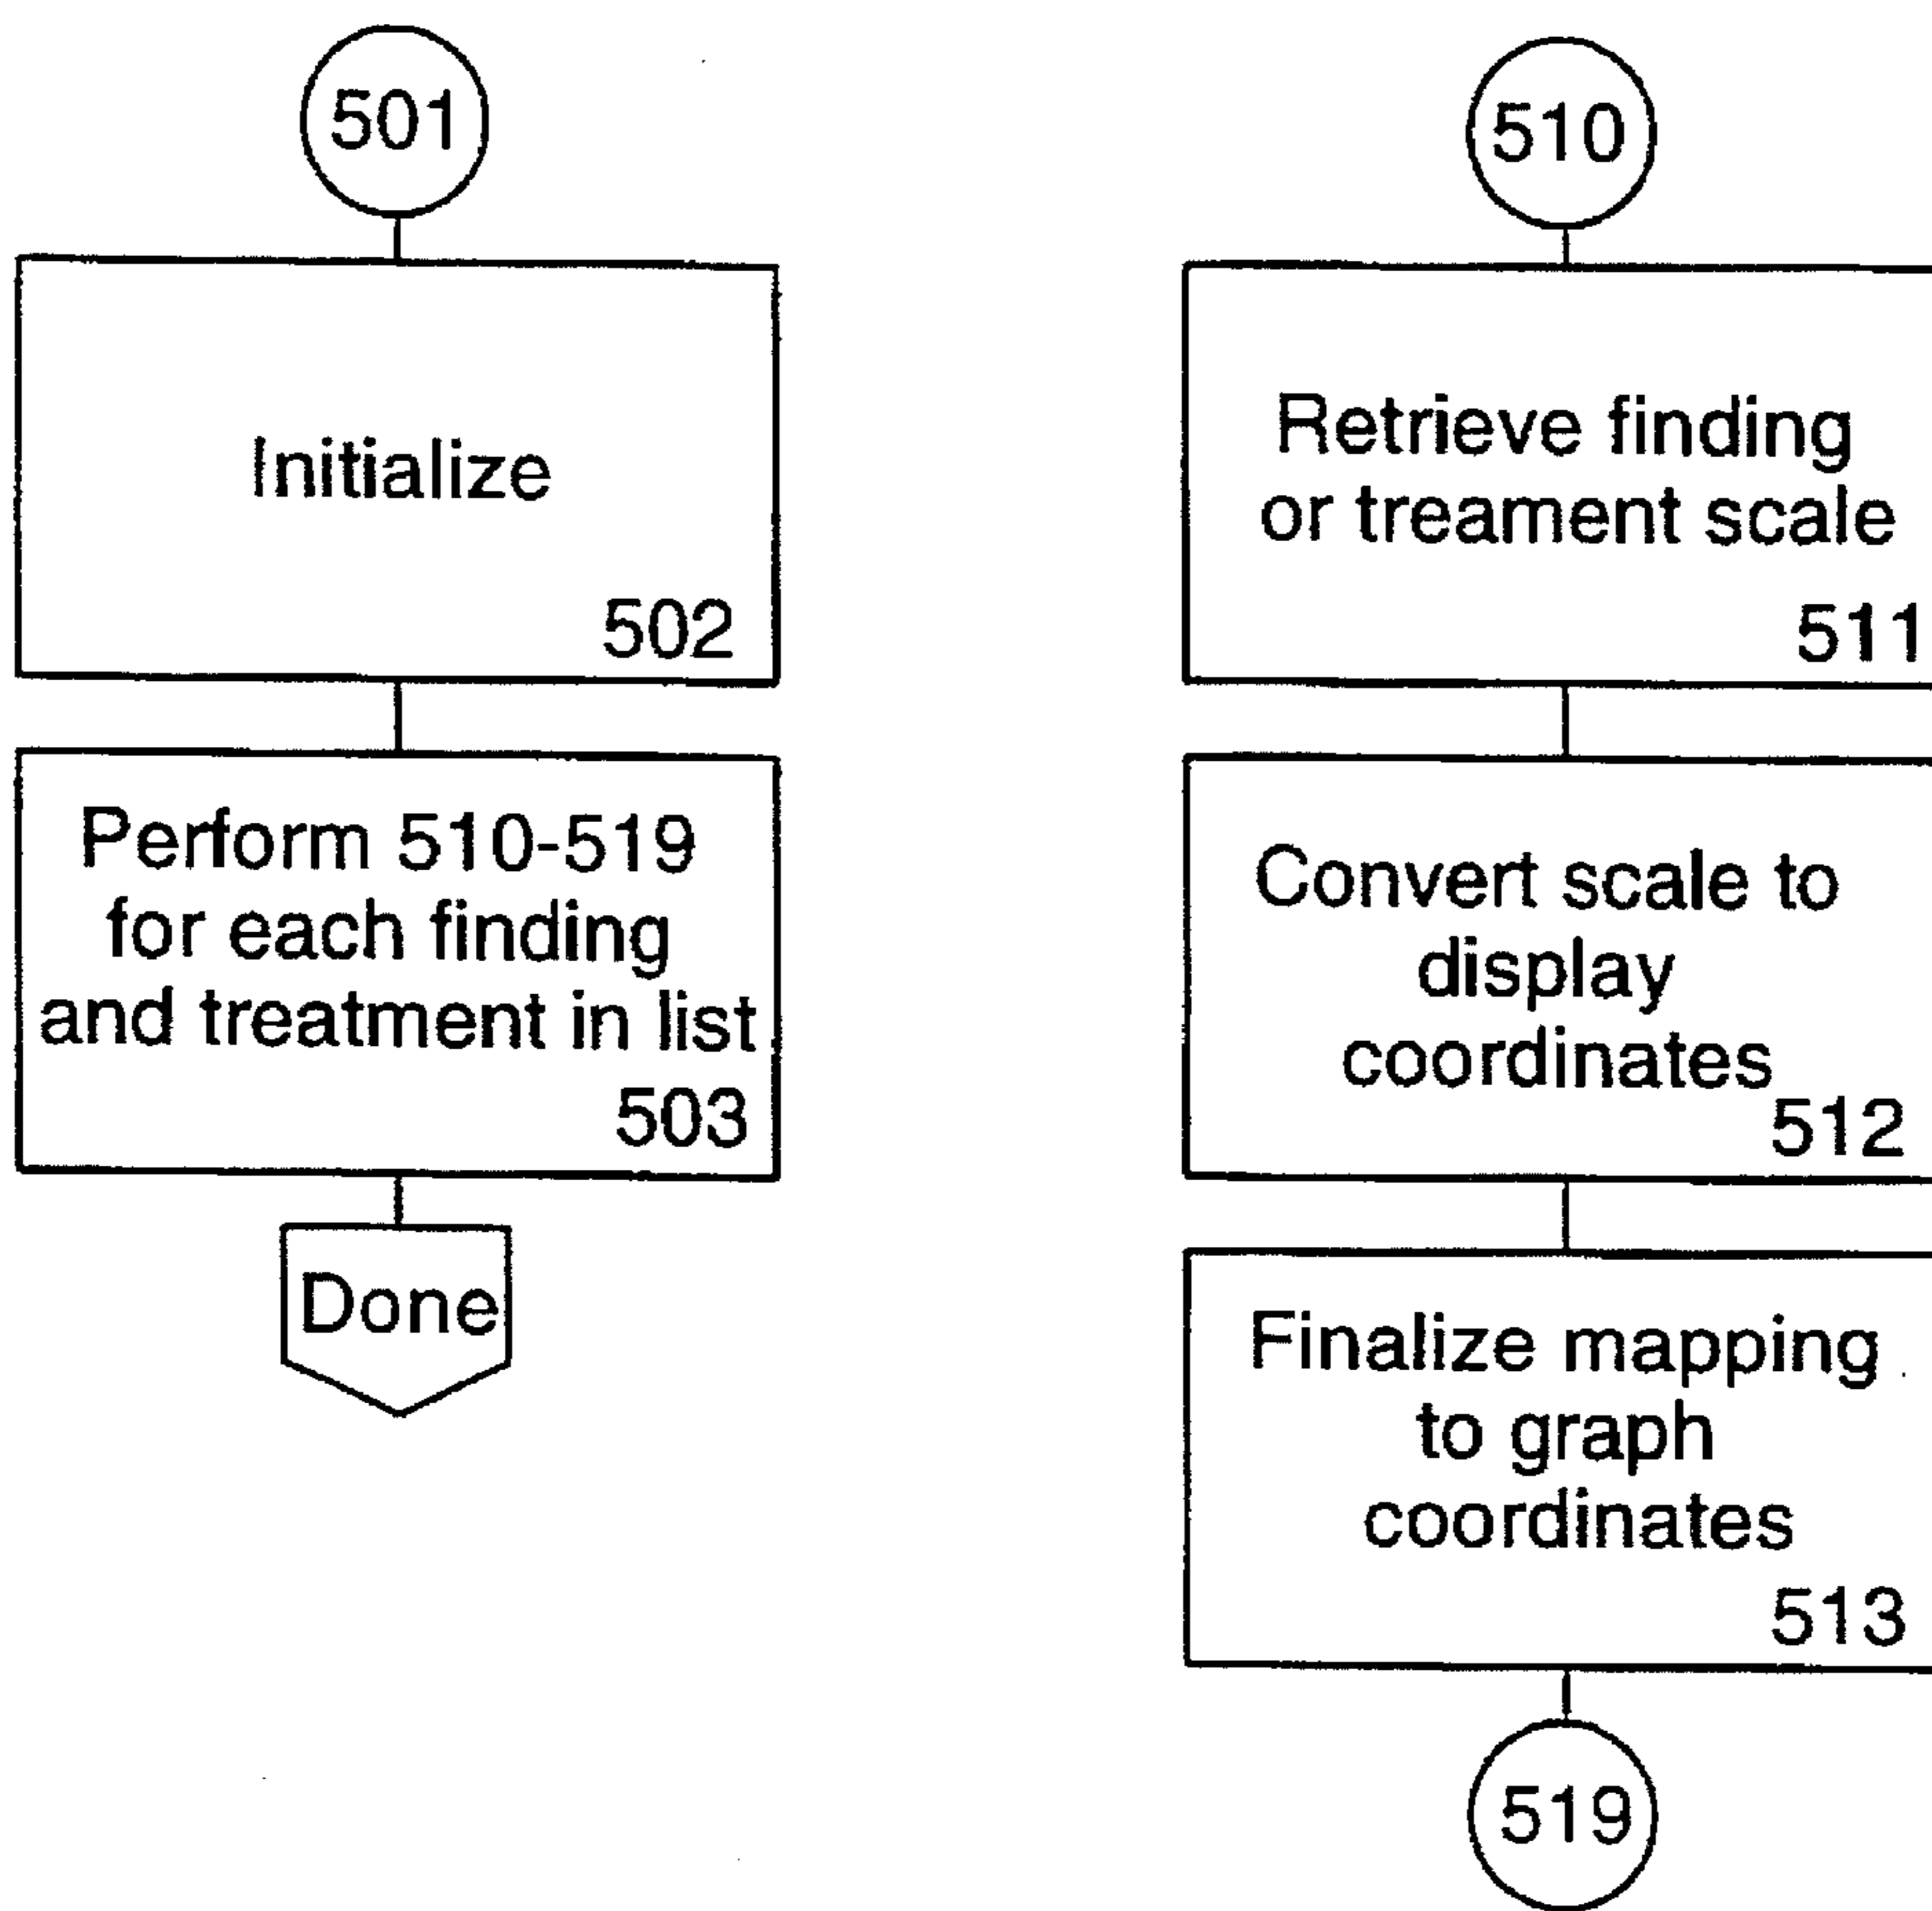 501
Initialize
502
Perform 510-519
for each finding
and treatment in list
503
Done
510
Retrieve finding
or treament scale
511
Convert scale to
display
coordinates
512
Finalize mapping
to graph
coordinates
513
519